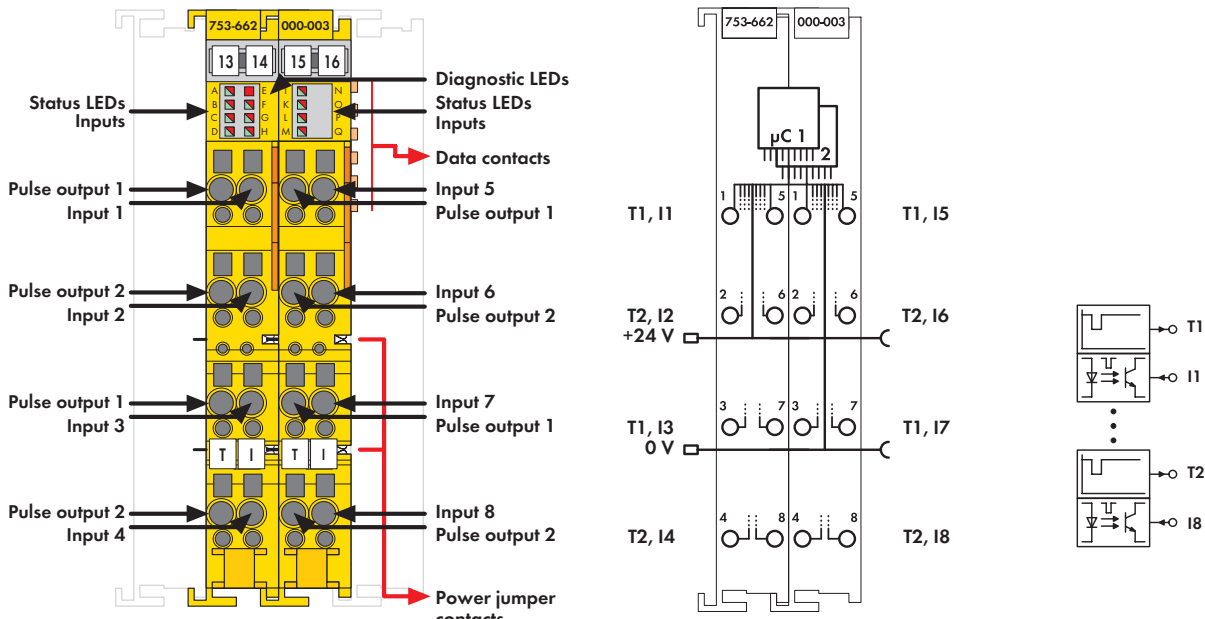 753-662 000-003
13 14 15 16
A E I N
B F K O
C G L P
D H M Q
Status LEDs
Inputs
Pulse output 1
Input 1
Pulse output 2
Input 2
Pulse output 1
Input 3
T I T I
Pulse output 2
Input 4
Diagnostic LEDs
Status LEDs
Inputs
Data contacts
Input 5
Pulse output 1
Input 6
Pulse output 2
Input 7
Pulse output 1
Input 8
Pulse output 2
Power jumper
contacts
753-662 000-003
µC 1
2
1 5 1 5
T1, I1
T1, I5
2 6 2 6
T2, I2
T2, I6
+24 V
3 7 3 7
T1, I3
T1, I7
0 V
4 8 4 8
T2, I4
T2, I8
T1
I1
T2
I8